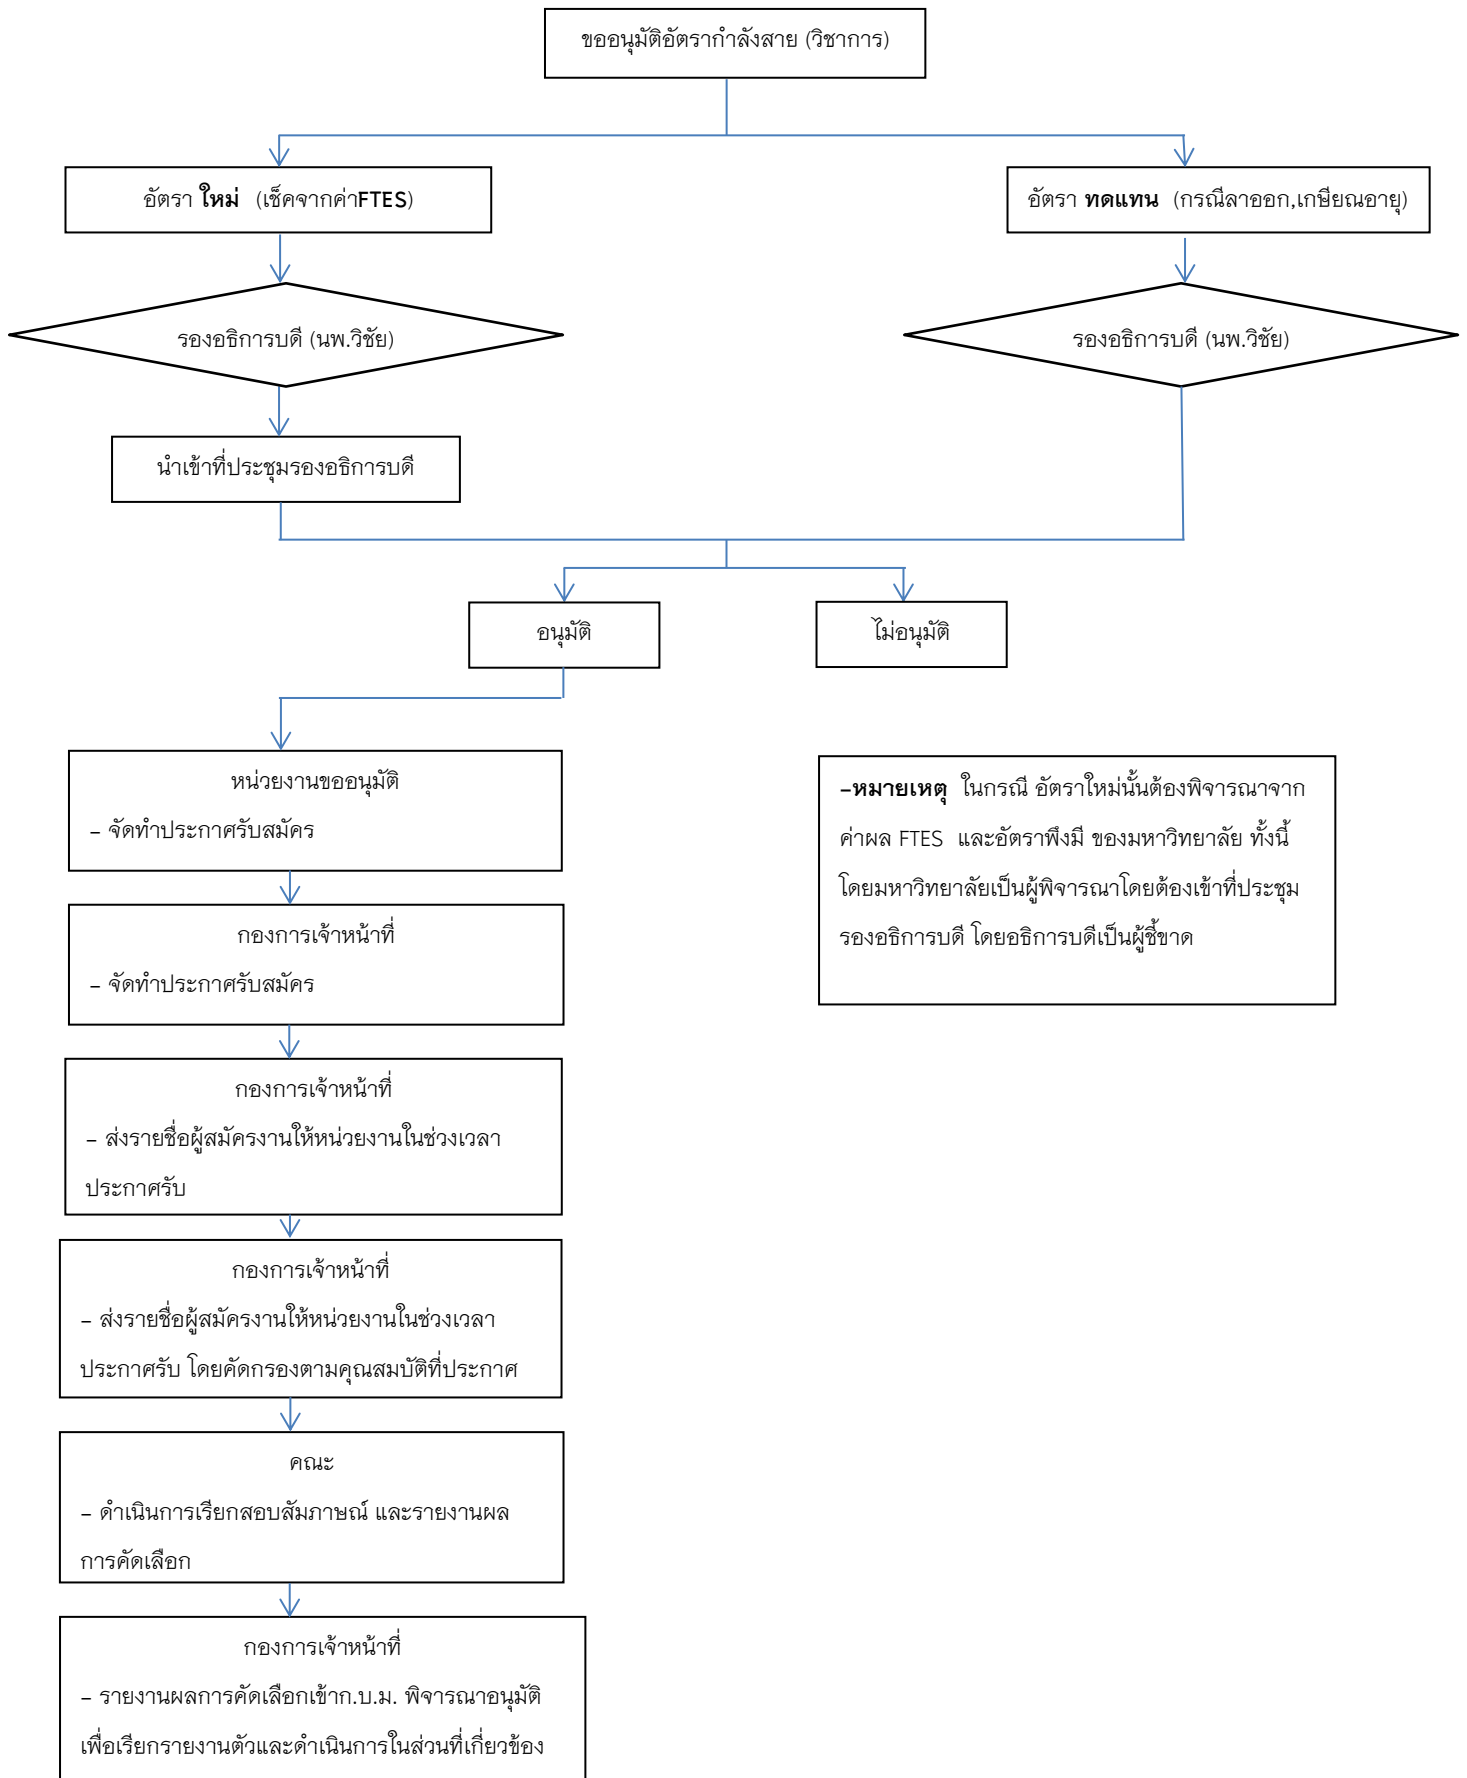 ขออนุมัติอัตรากำลังสาย (วิชาการ)
อัตรา ใหม่ (เช็คจากค่าFTES)
อัตรา ทดแทน (กรณีลาออก,เกษียณอายุ)
รองอธิการบดี (นพ.วิชัย)
รองอธิการบดี (นพ.วิชัย)
นำเข้าที่ประชุมรองอธิการบดี
อนุมัติ
ไม่อนุมัติ
หน่วยงานขออนุมัติ
– จัดทำประกาศรับสมัคร
–หมายเหตุ ในกรณี อัตราใหม่นั้นต้องพิจารณาจาก
ค่าผล FTES และอัตราพึงมี ของมหาวิทยาลัย ทั้งนี้
โดยมหาวิทยาลัยเป็นผู้พิจารณาโดยต้องเข้าที่ประชุม
รองอธิการบดี โดยอธิการบดีเป็นผู้ชี้ขาด
กองการเจ้าหน้าที่
– จัดทำประกาศรับสมัคร
กองการเจ้าหน้าที่
– ส่งรายชื่อผู้สมัครงานให้หน่วยงานในช่วงเวลา
ประกาศรับ
กองการเจ้าหน้าที่
– ส่งรายชื่อผู้สมัครงานให้หน่วยงานในช่วงเวลา
ประกาศรับ โดยคัดกรองตามคุณสมบัติที่ประกาศ
คณะ
– ดำเนินการเรียกสอบสัมภาษณ์ และรายงานผล
การคัดเลือก
กองการเจ้าหน้าที่
– รายงานผลการคัดเลือกเข้าก.บ.ม. พิจารณาอนุมัติ
เพื่อเรียกรายงานตัวและดำเนินการในส่วนที่เกี่ยวข้อง